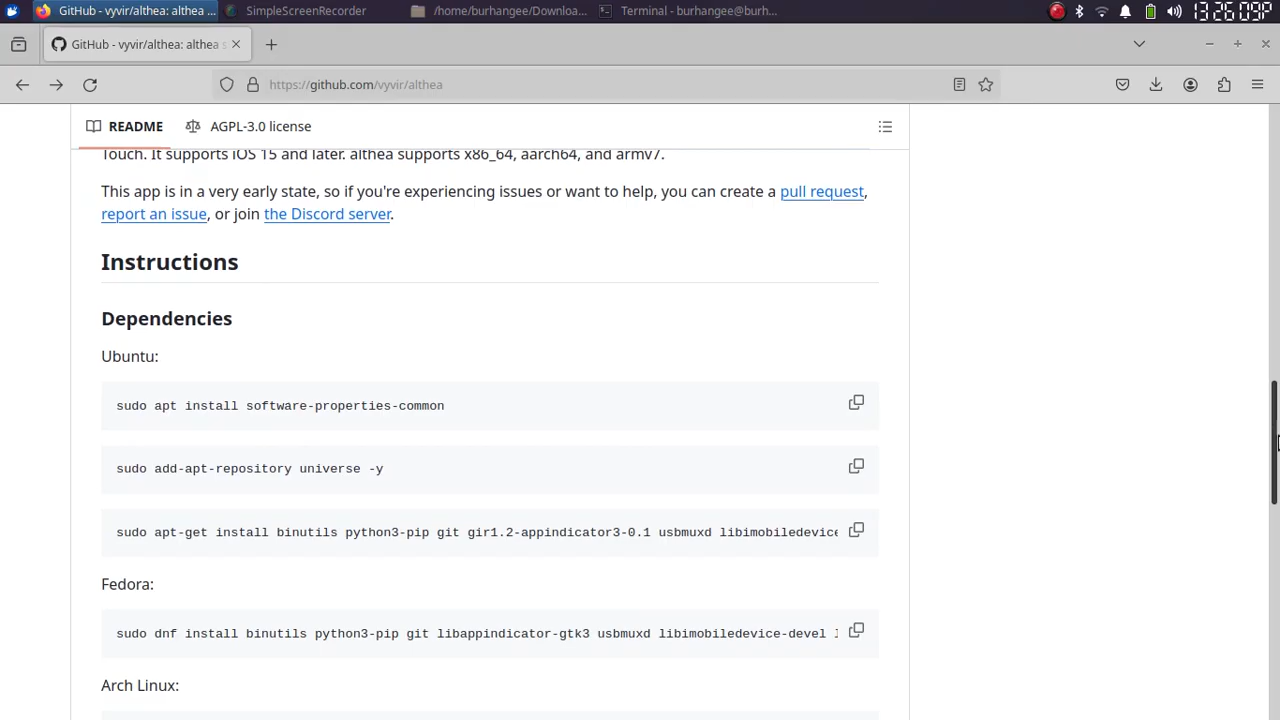 GitHub - vyvir/althea: althea ...
SimpleScreenRecorder
/home/burhangee/Downloa...
Terminal - burhangee@burh...
13:26:09P
GitHub - vyvir/althea: althea s
https://github.com/vyvir/althea
README
AGPL-3.0 license
Touch. It supports iOS 15 and later. althea supports x86_64, aarch64, and armv7.
This app is in a very early state, so if you're experiencing issues or want to help, you can create a pull request,
report an issue, or join the Discord server.
Instructions
Dependencies
Ubuntu:
sudo apt install software-properties-common
sudo add-apt-repository universe -y
sudo apt-get install binutils python3-pip git gir1.2-appindicator3-0.1 usbmuxd libimobiledevice
Fedora:
sudo dnf install binutils python3-pip git libappindicator-gtk3 usbmuxd libimobiledevice-devel
Arch Linux: